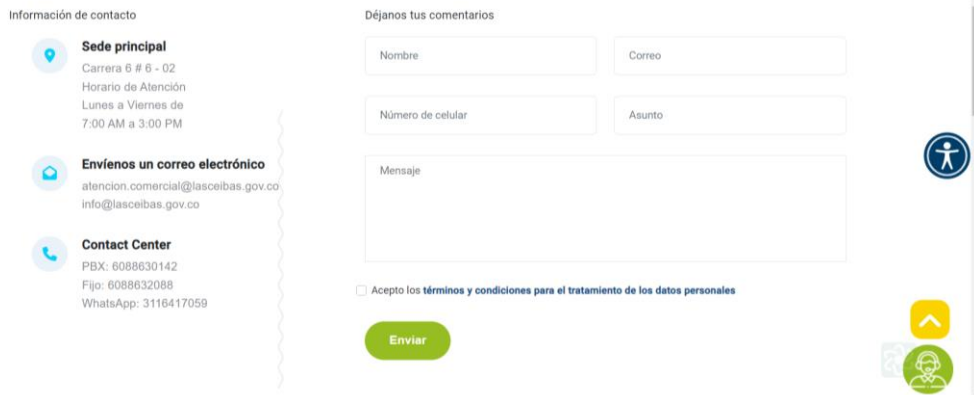 Información de contacto
Sede principal
Carrera 6 # 6 - 02
Horario de Atención
Lunes a Viernes de
7:00 AM a 3:00 PM
Envíenos un correo electrónico
atencion.comercial@lasceibas.gov.co
info@lasceibas.gov.co
Contact Center
PBX: 6088630142
Fijo: 6088632088
WhatsApp: 3116417059
Déjanos tus comentarios
Nombre
Correo
Número de celular
Asunto
Mensaje
Acepto los términos y condiciones para el tratamiento de los datos personales
Enviar